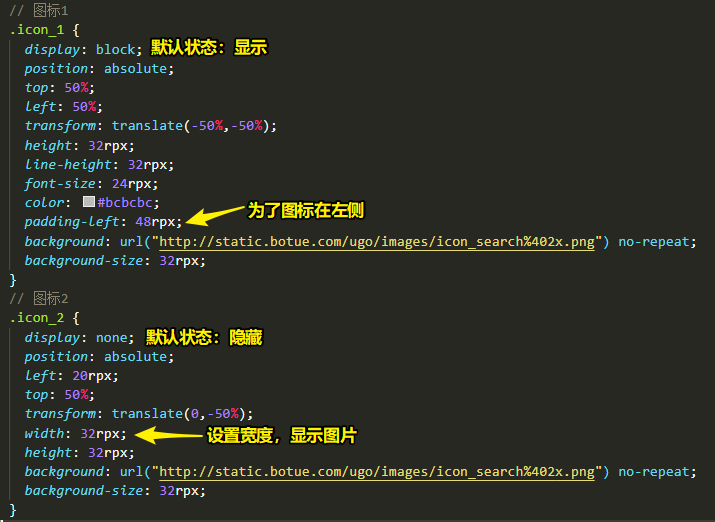 // 图标1
.icon_1 {
display: block; 默认状态：显示
position: absolute;
top: 50%;
left: 50%;
transform: translate(-50%,-50%);
height: 32rpx;
line-height: 32rpx;
font-size: 24rpx;
color: #bcbcbc;
padding-left: 48rpx; 为了图标在左侧
background: url("http://static.botue.com/ugo/images/icon_search%402x.png") no-repeat;
background-size: 32rpx;
}
// 图标2
.icon_2 {
display: none; 默认状态：隐藏
position: absolute;
left: 20rpx;
top: 50%;
transform: translate(0,-50%);
width: 32rpx; 设置宽度，显示图片
height: 32rpx;
background: url("http://static.botue.com/ugo/images/icon_search%402x.png") no-repeat;
background-size: 32rpx;
}